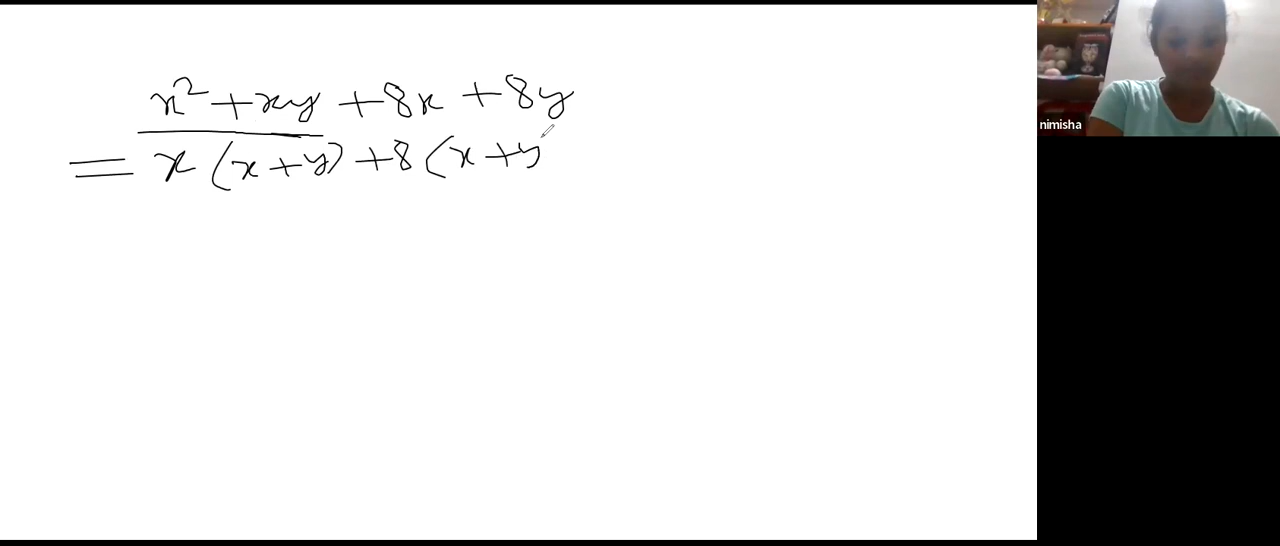 x² + xy + 8x + 8y
= x (x + y) + 8 (x + y
nimisha